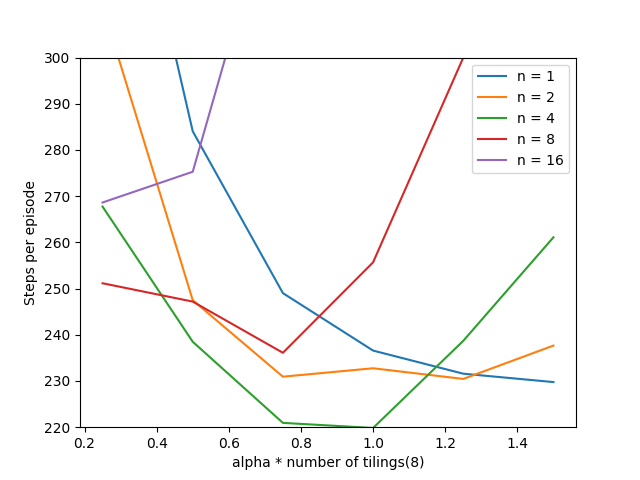 300
290
280
270
260
250
240
230
220
Steps per episode
0.2 0.4 0.6 0.8 1.0 1.2 1.4
alpha * number of tilings(8)
n = 1
n = 2
n = 4
n = 8
n = 16